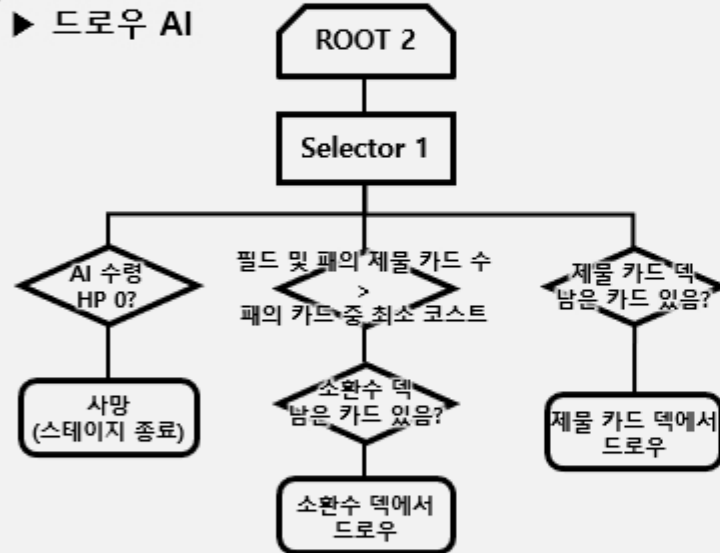 ▶ 드로우 AI
ROOT 2
Selector 1
AI 수령
HP 0?
필드 및 패의 제물 카드 수
>
패의 카드 중 최소 코스트
제물 카드 덱
남은 카드 있음?
사망
(스테이지 종료)
소환수 덱
남은 카드 있음?
제물 카드 덱에서
드로우
소환수 덱에서
드로우